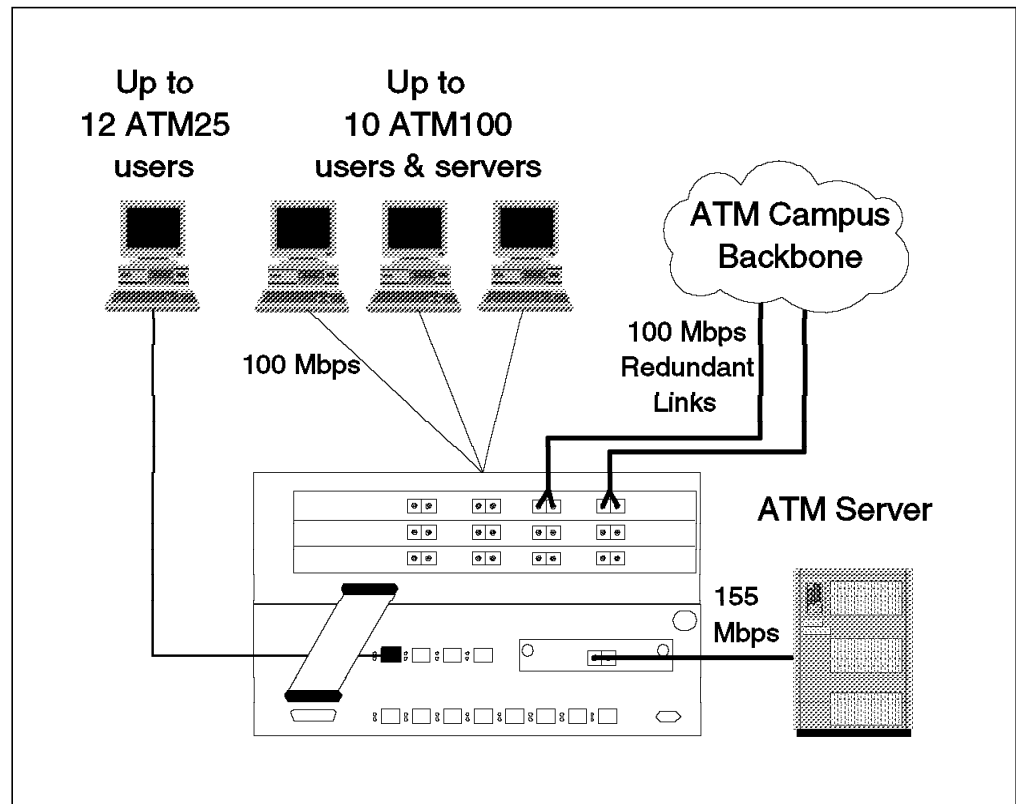 Up to
12 ATM25
users
Up to
10 ATM100
users & servers
ATM Campus
Backbone
100 Mbps
100 Mbps
Redundant
Links
ATM Server
155
Mbps